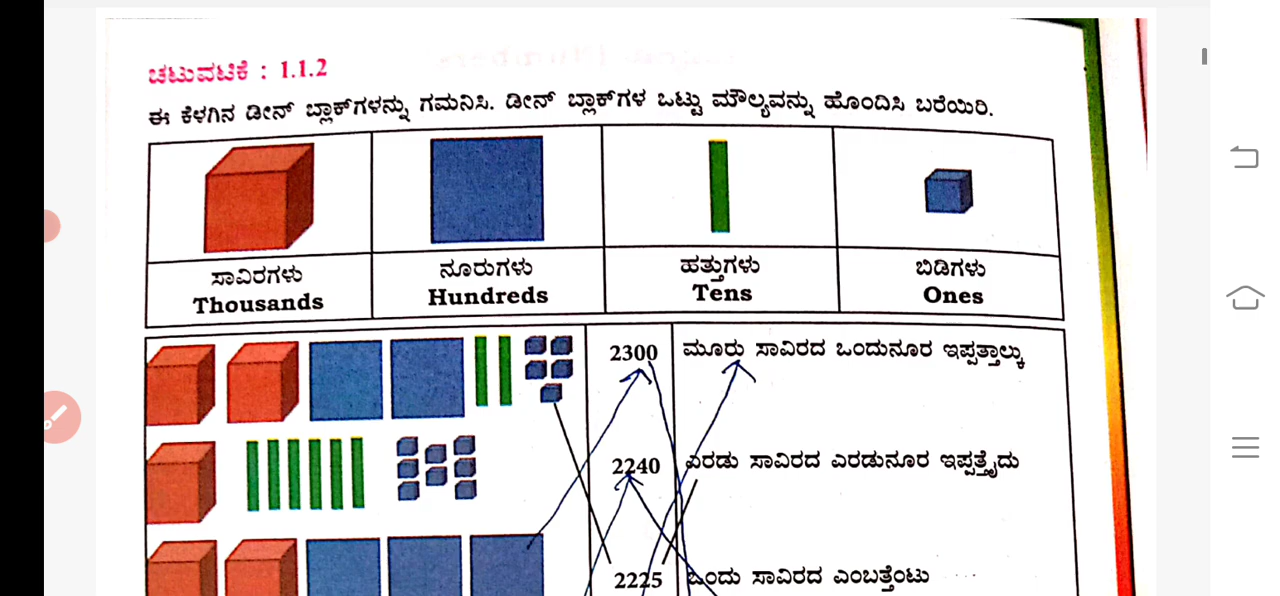 ಚಟುವಟಿಕೆ : 1.1.2
ಈ ಕೆಳಗಿನ ಡೀನ್ ಬ್ಲಾಕ್‌ಗಳನ್ನು ಗಮನಿಸಿ. ಡೀನ್ ಬ್ಲಾಕ್‌ಗಳ ಒಟ್ಟು ಮೌಲ್ಯವನ್ನು ಹೊಂದಿಸಿ ಬರೆಯಿರಿ.
ಸಾವಿರಗಳು ನೂರುಗಳು ಹತ್ತುಗಳು ಬಿಡಿಗಳು
Thousands Hundreds Tens Ones
2300 ಮೂರು ಸಾವಿರದ ಒಂದುನೂರ ಇಪ್ಪತ್ತಾಲ್ಕು
2240 ಎರಡು ಸಾವಿರದ ಎರಡುನೂರ ಇಪ್ಪತ್ತೈದು
2225 ಒಂದು ಸಾವಿರದ ಎಂಬತ್ತೆಂಟು